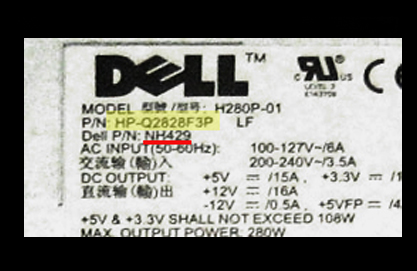 DELL™
MODEL 型號/型号: H280P-01
P/N: HP-Q2828F3P LF
Dell P/N: NH429
AC INPUT(50-60Hz): 100-127V~/6A
交流输(輸)入 200-240V~/3.5A
DC OUTPUT: +5V ⎓ /15A, +3.3V ⎓
直流输(輸)出 +12V ⎓ /16A
-12V ⎓ /0.5A, +5VFP ⎓ /4
+5V & +3.3V SHALL NOT EXCEED 108W
MAX. OUTPUT POWER: 280W